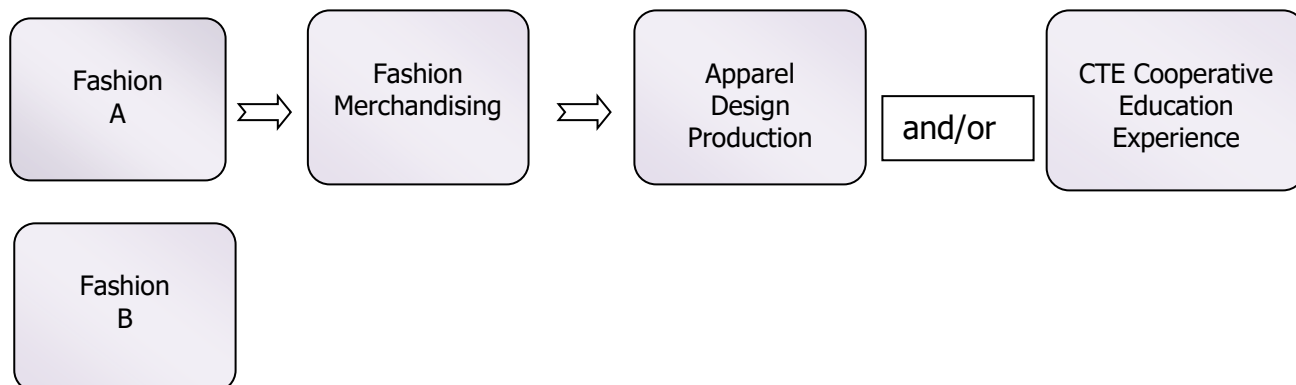 Fashion
A
Fashion
Merchandising
Apparel
Design
Production
and/or
CTE Cooperative
Education
Experience
Fashion
B